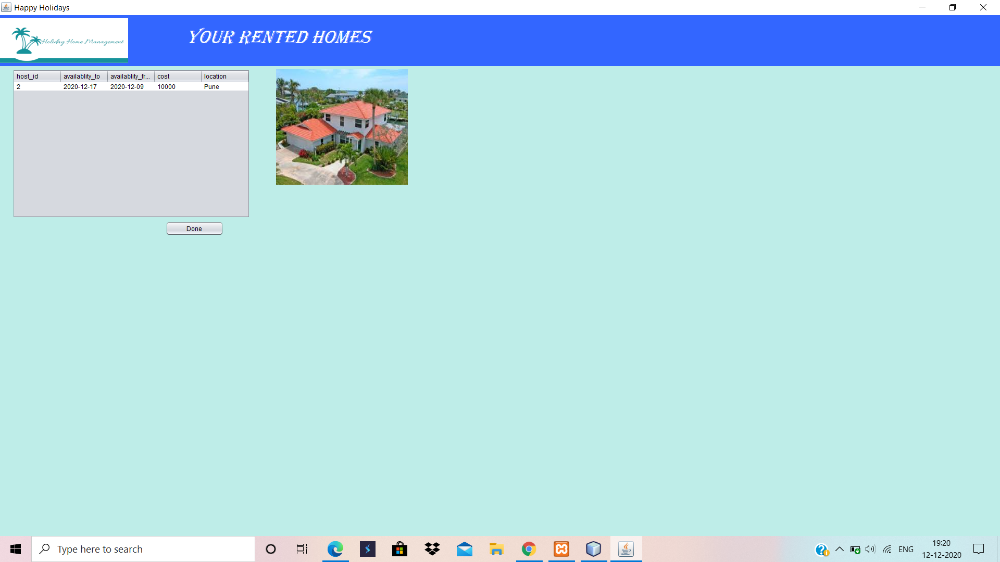 Happy Holidays
Holiday Home Management
YOUR RENTED HOMES
host_id availablity_to availablity_fr... cost location
2 2020-12-17 2020-12-09 10000 Pune
Done
Type here to search
ENG
19:20
12-12-2020